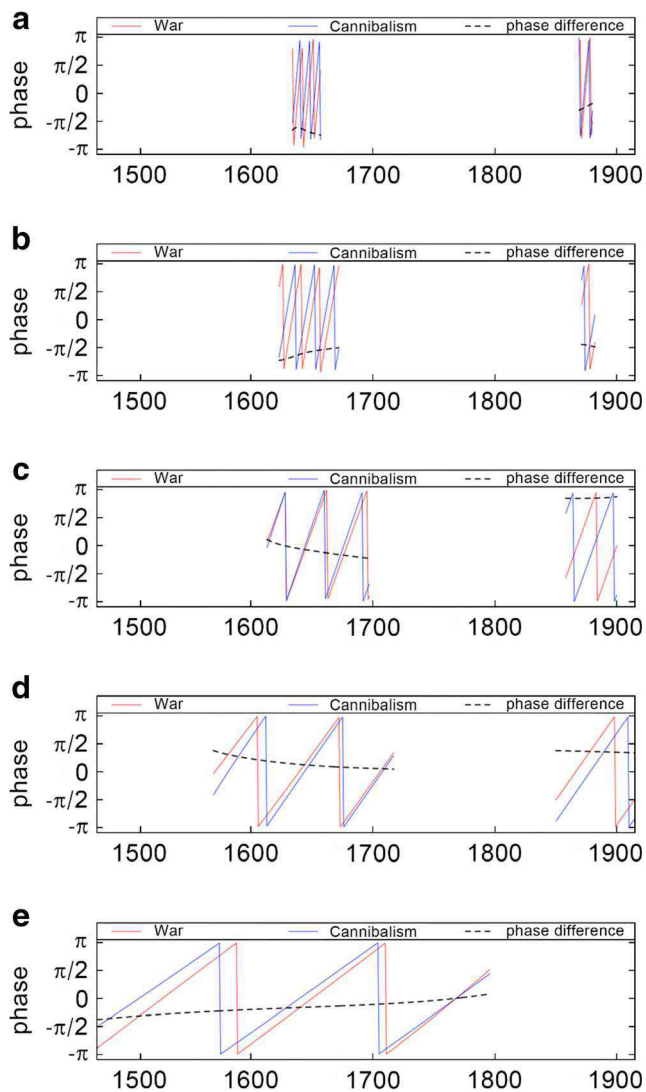 a
War Cannibalism phase difference
π
π/2
0
-π/2
-π
phase
1500 1600 1700 1800 1900
b
War Cannibalism phase difference
π
π/2
0
-π/2
-π
phase
1500 1600 1700 1800 1900
c
War Cannibalism phase difference
π
π/2
0
-π/2
-π
phase
1500 1600 1700 1800 1900
d
War Cannibalism phase difference
π
π/2
0
-π/2
-π
phase
1500 1600 1700 1800 1900
e
War Cannibalism phase difference
π
π/2
0
-π/2
-π
phase
1500 1600 1700 1800 1900